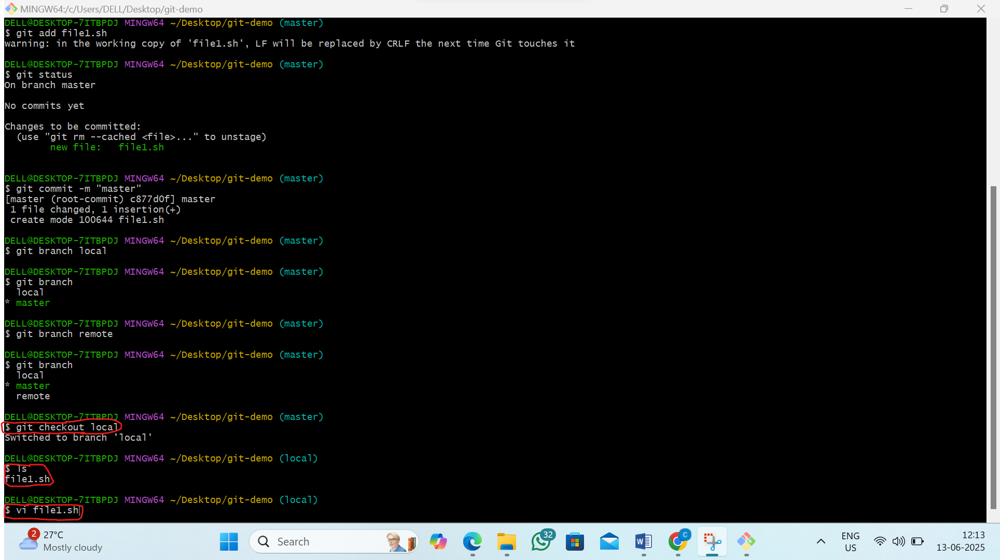 MINGW64:/c/Users/DELL/Desktop/git-demo
DELL@DESKTOP-7ITBPDJ MINGW64 ~/Desktop/git-demo (master)
$ git add file1.sh
warning: in the working copy of 'file1.sh', LF will be replaced by CRLF the next time Git touches it
DELL@DESKTOP-7ITBPDJ MINGW64 ~/Desktop/git-demo (master)
$ git status
On branch master
No commits yet
Changes to be committed:
  (use "git rm --cached <file>..." to unstage)
        new file:   file1.sh
DELL@DESKTOP-7ITBPDJ MINGW64 ~/Desktop/git-demo (master)
$ git commit -m "master"
[master (root-commit) c877d0f] master
 1 file changed, 1 insertion(+)
 create mode 100644 file1.sh
DELL@DESKTOP-7ITBPDJ MINGW64 ~/Desktop/git-demo (master)
$ git branch local
DELL@DESKTOP-7ITBPDJ MINGW64 ~/Desktop/git-demo (master)
$ git branch
  local
* master
DELL@DESKTOP-7ITBPDJ MINGW64 ~/Desktop/git-demo (master)
$ git branch remote
DELL@DESKTOP-7ITBPDJ MINGW64 ~/Desktop/git-demo (master)
$ git branch
  local
* master
  remote
DELL@DESKTOP-7ITBPDJ MINGW64 ~/Desktop/git-demo (master)
$ git checkout local
Switched to branch 'local'
DELL@DESKTOP-7ITBPDJ MINGW64 ~/Desktop/git-demo (local)
$ ls
file1.sh
DELL@DESKTOP-7ITBPDJ MINGW64 ~/Desktop/git-demo (local)
$ vi file1.sh
2
27°C
Mostly cloudy
Search
32
W
C
ENG
US
12:13
13-06-2025